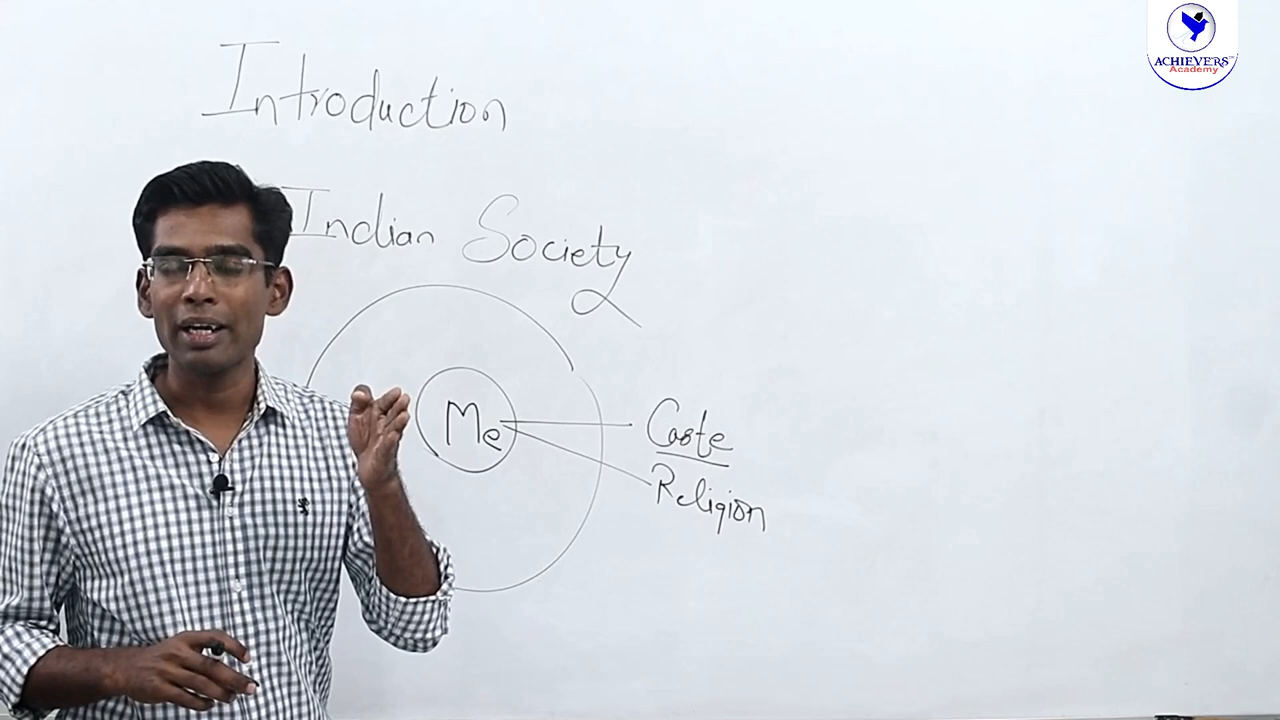 Introduction
ACHIEVERS
Academy
Indian Society
Me
Caste
Religion